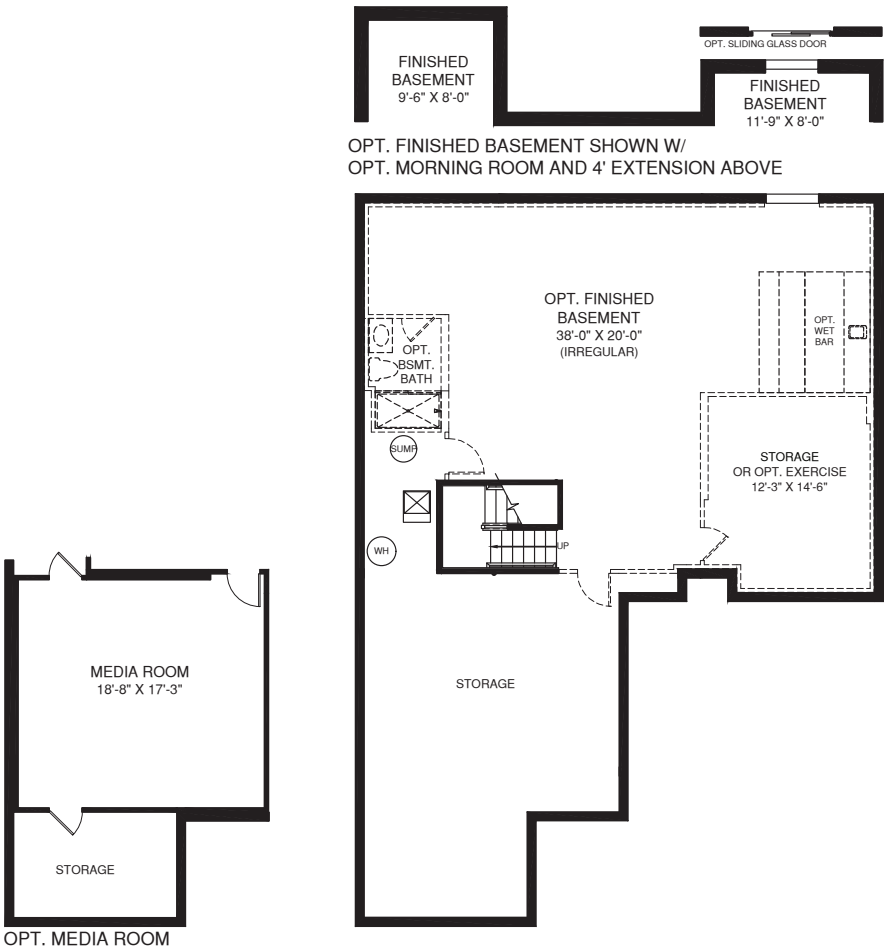 OPT. SLIDING GLASS DOOR
FINISHED
BASEMENT
9'-6" X 8'-0"
FINISHED
BASEMENT
11'-9" X 8'-0"
OPT. FINISHED BASEMENT SHOWN W/
OPT. MORNING ROOM AND 4' EXTENSION ABOVE
OPT. FINISHED
BASEMENT
38'-0" X 20'-0"
(IRREGULAR)
OPT.
WET
BAR
OPT.
BSMT.
BATH
SUMP
STORAGE
OR OPT. EXERCISE
12'-3" X 14'-6"
WH
UP
MEDIA ROOM
18'-8" X 17'-3"
STORAGE
STORAGE
OPT. MEDIA ROOM